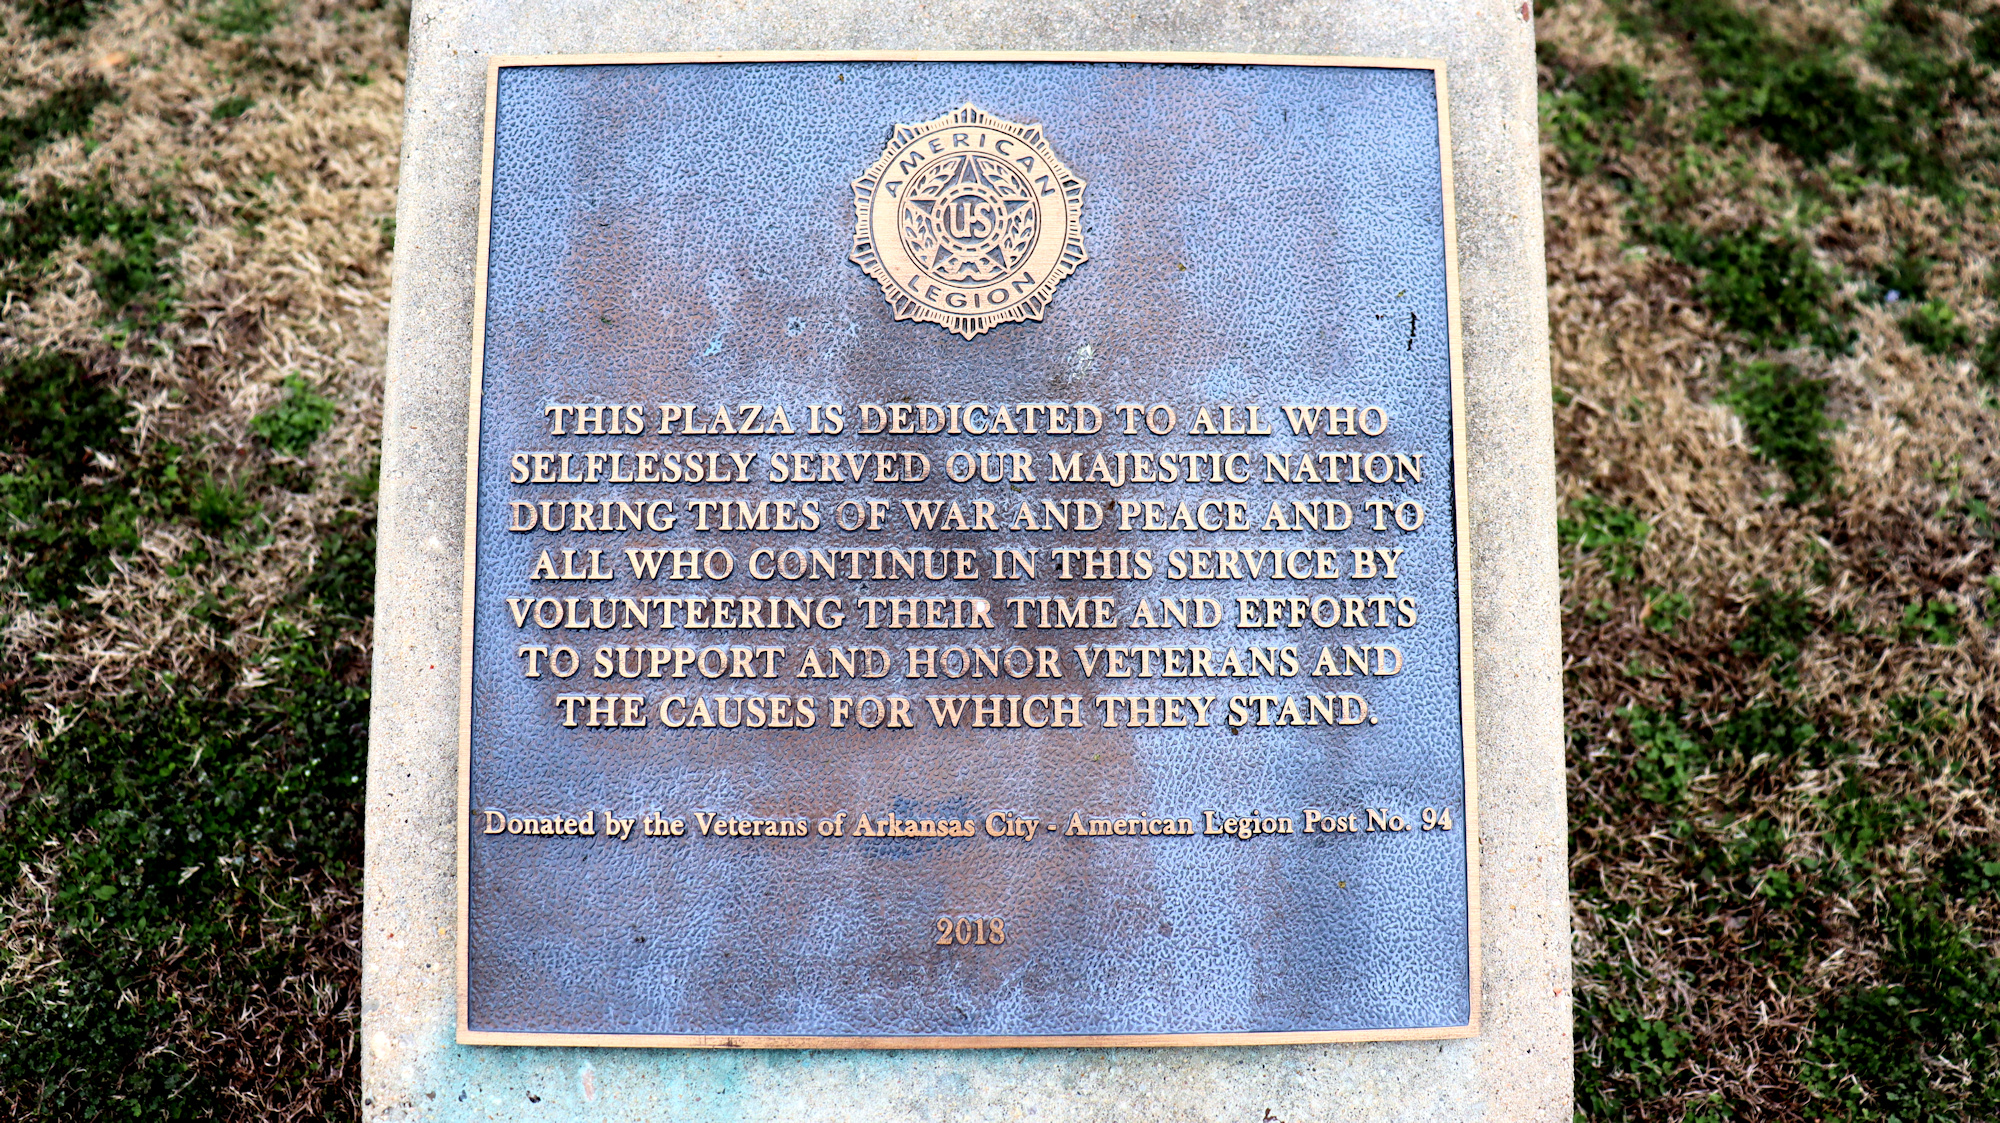 AMERICAN
US
LEGION
THIS PLAZA IS DEDICATED TO ALL WHO
SELFLESSLY SERVED OUR MAJESTIC NATION
DURING TIMES OF WAR AND PEACE AND TO
ALL WHO CONTINUE IN THIS SERVICE BY
VOLUNTEERING THEIR TIME AND EFFORTS
TO SUPPORT AND HONOR VETERANS AND
THE CAUSES FOR WHICH THEY STAND.
Donated by the Veterans of Arkansas City - American Legion Post No. 94
2018